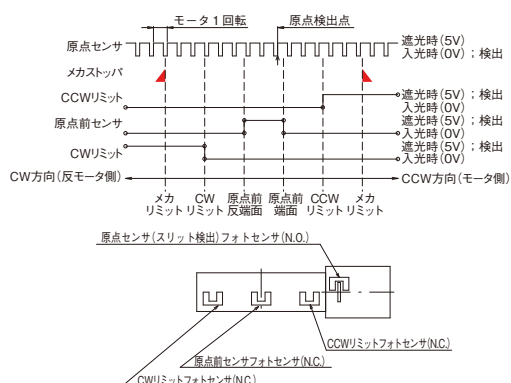 モータ1回転
原点検出点
原点センサ
遮光時(5V)
入光時(0V);検出
メカストッパ
CCWリミット
遮光時(5V);検出
入光時(0V)
原点前センサ
遮光時(5V);検出
入光時(0V)
CWリミット
遮光時(5V);検出
入光時(0V)
CW方向(反モータ側)
CCW方向(モータ側)
メカ
リミット
CW
リミット
原点前
反端面
原点前
端面
CCW
リミット
メカ
リミット
原点センサ(スリット検出)フォトセンサ(N.O.)
CCWリミットフォトセンサ(N.C.)
原点前センサフォトセンサ(N.C.)
CWリミットフォトセンサ(N.C.)